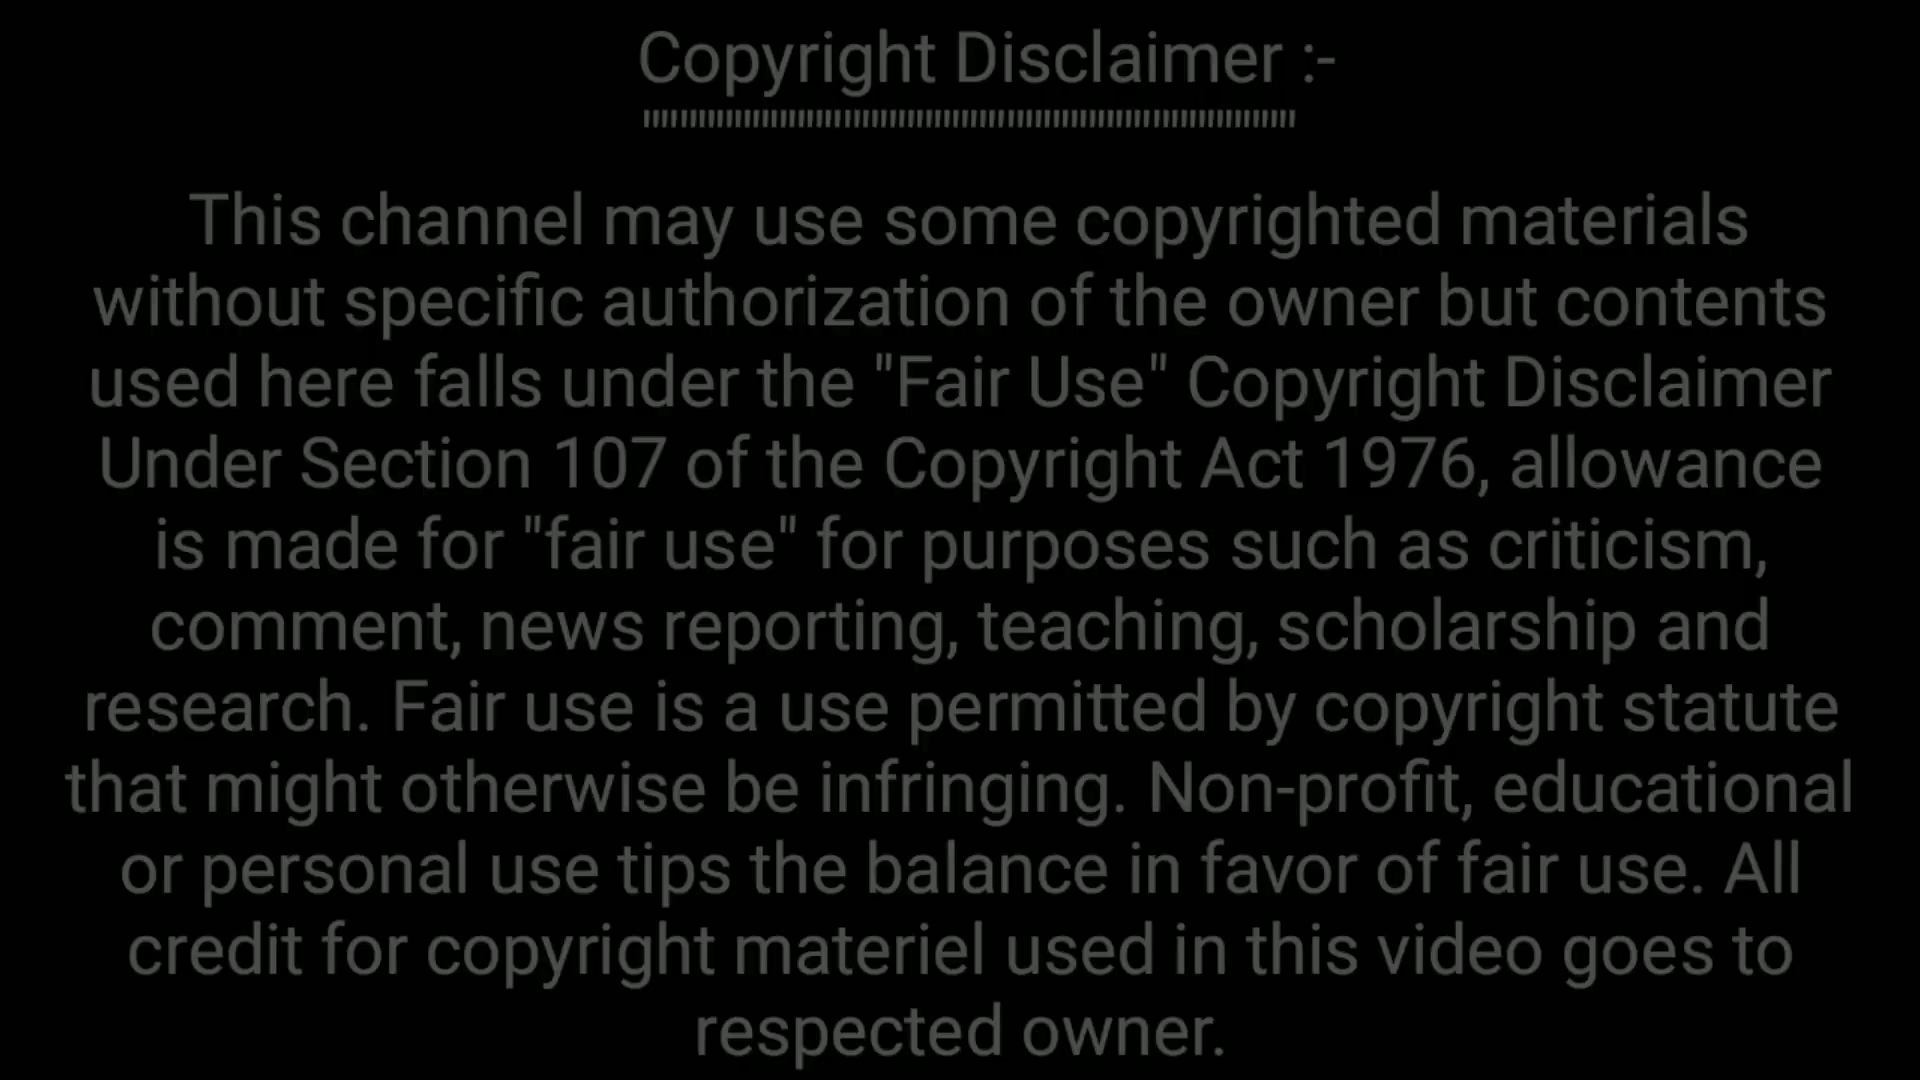 Copyright Disclaimer :-
""""""""""""""""""""""""""""""""""""
This channel may use some copyrighted materials
without specific authorization of the owner but contents
used here falls under the "Fair Use" Copyright Disclaimer
Under Section 107 of the Copyright Act 1976, allowance
is made for "fair use" for purposes such as criticism,
comment, news reporting, teaching, scholarship and
research. Fair use is a use permitted by copyright statute
that might otherwise be infringing. Non-profit, educational
or personal use tips the balance in favor of fair use. All
credit for copyright materiel used in this video goes to
respected owner.